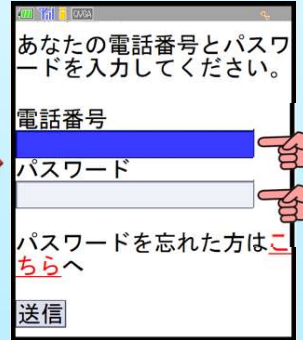 あなたの電話番号とパスワ
ードを入力してください。
電話番号
パスワード
パスワードを忘れた方はこ
ちらへ
送信